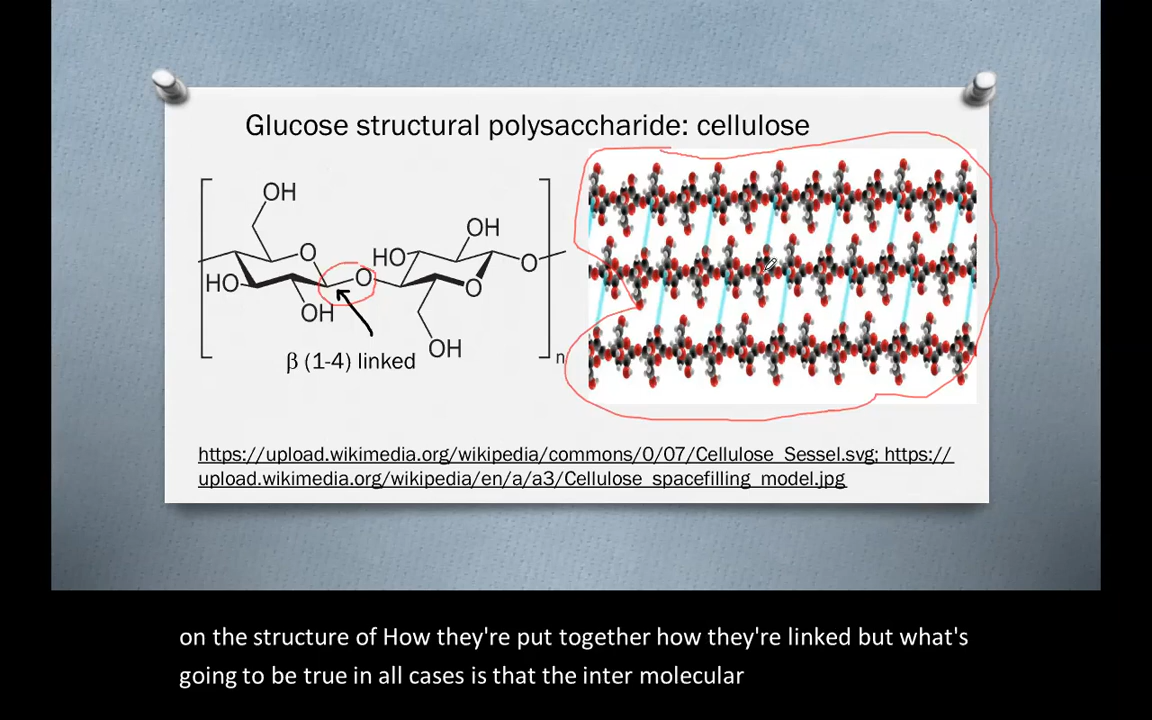 Glucose structural polysaccharide: cellulose
OH
OH
O
HO
O
O
HO
O
OH
OH
n
β (1-4) linked
https://upload.wikimedia.org/wikipedia/commons/0/07/Cellulose_Sessel.svg; https://
upload.wikimedia.org/wikipedia/en/a/a3/Cellulose_spacefilling_model.jpg
on the structure of How they're put together how they're linked but what's
going to be true in all cases is that the inter molecular